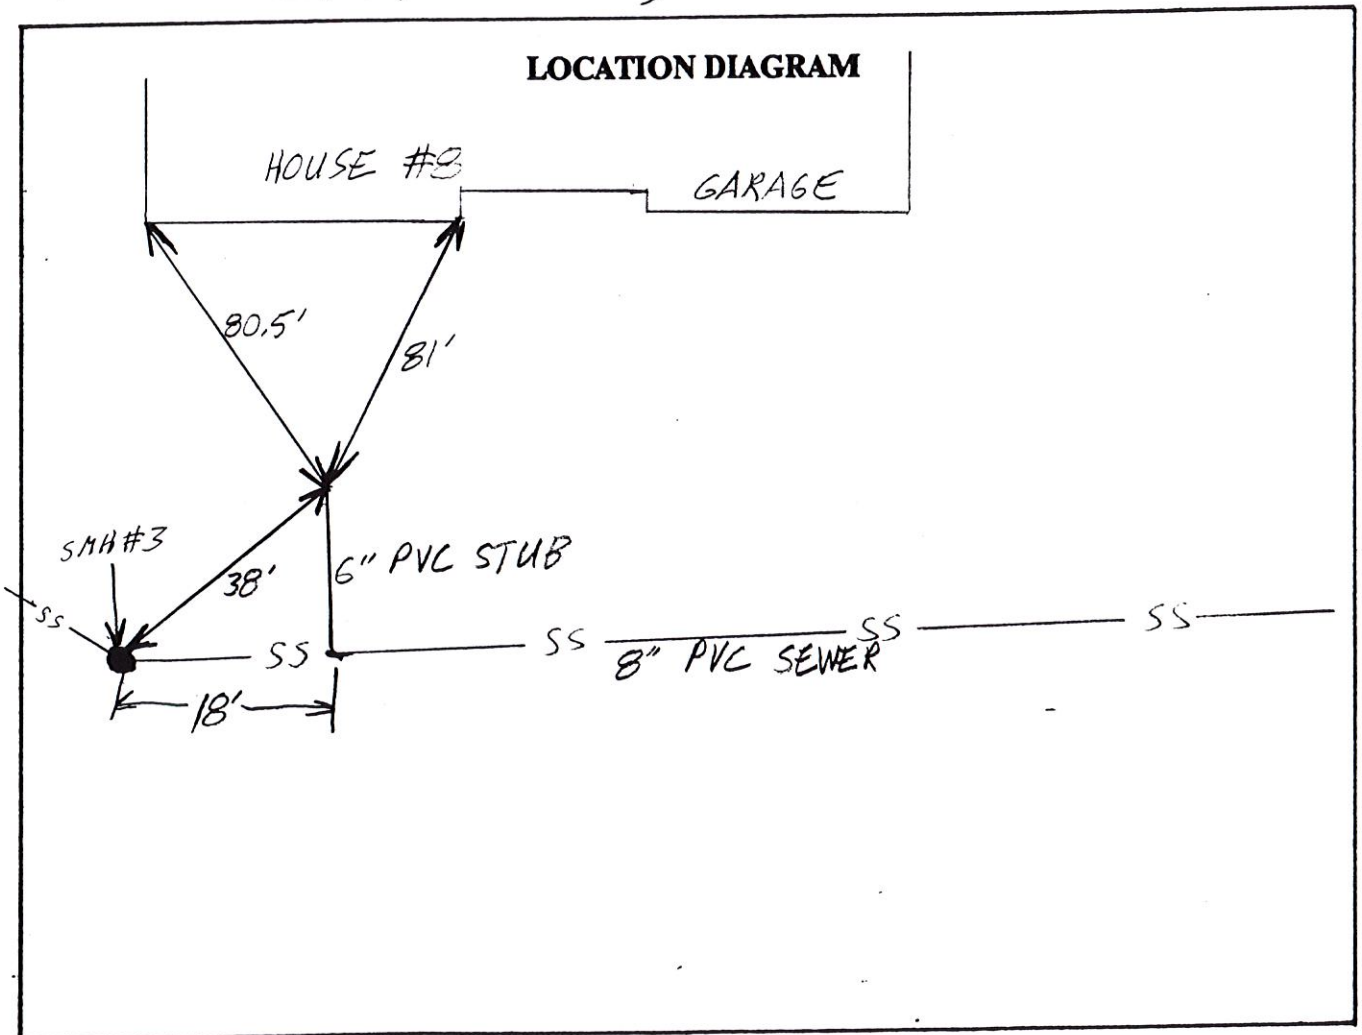 LOCATION DIAGRAM
HOUSE #8
GARAGE
80.5'
81'
SMH#3
38'
6" PVC STUB
SS
SS
SS
SS
SS
8" PVC SEWER
18'